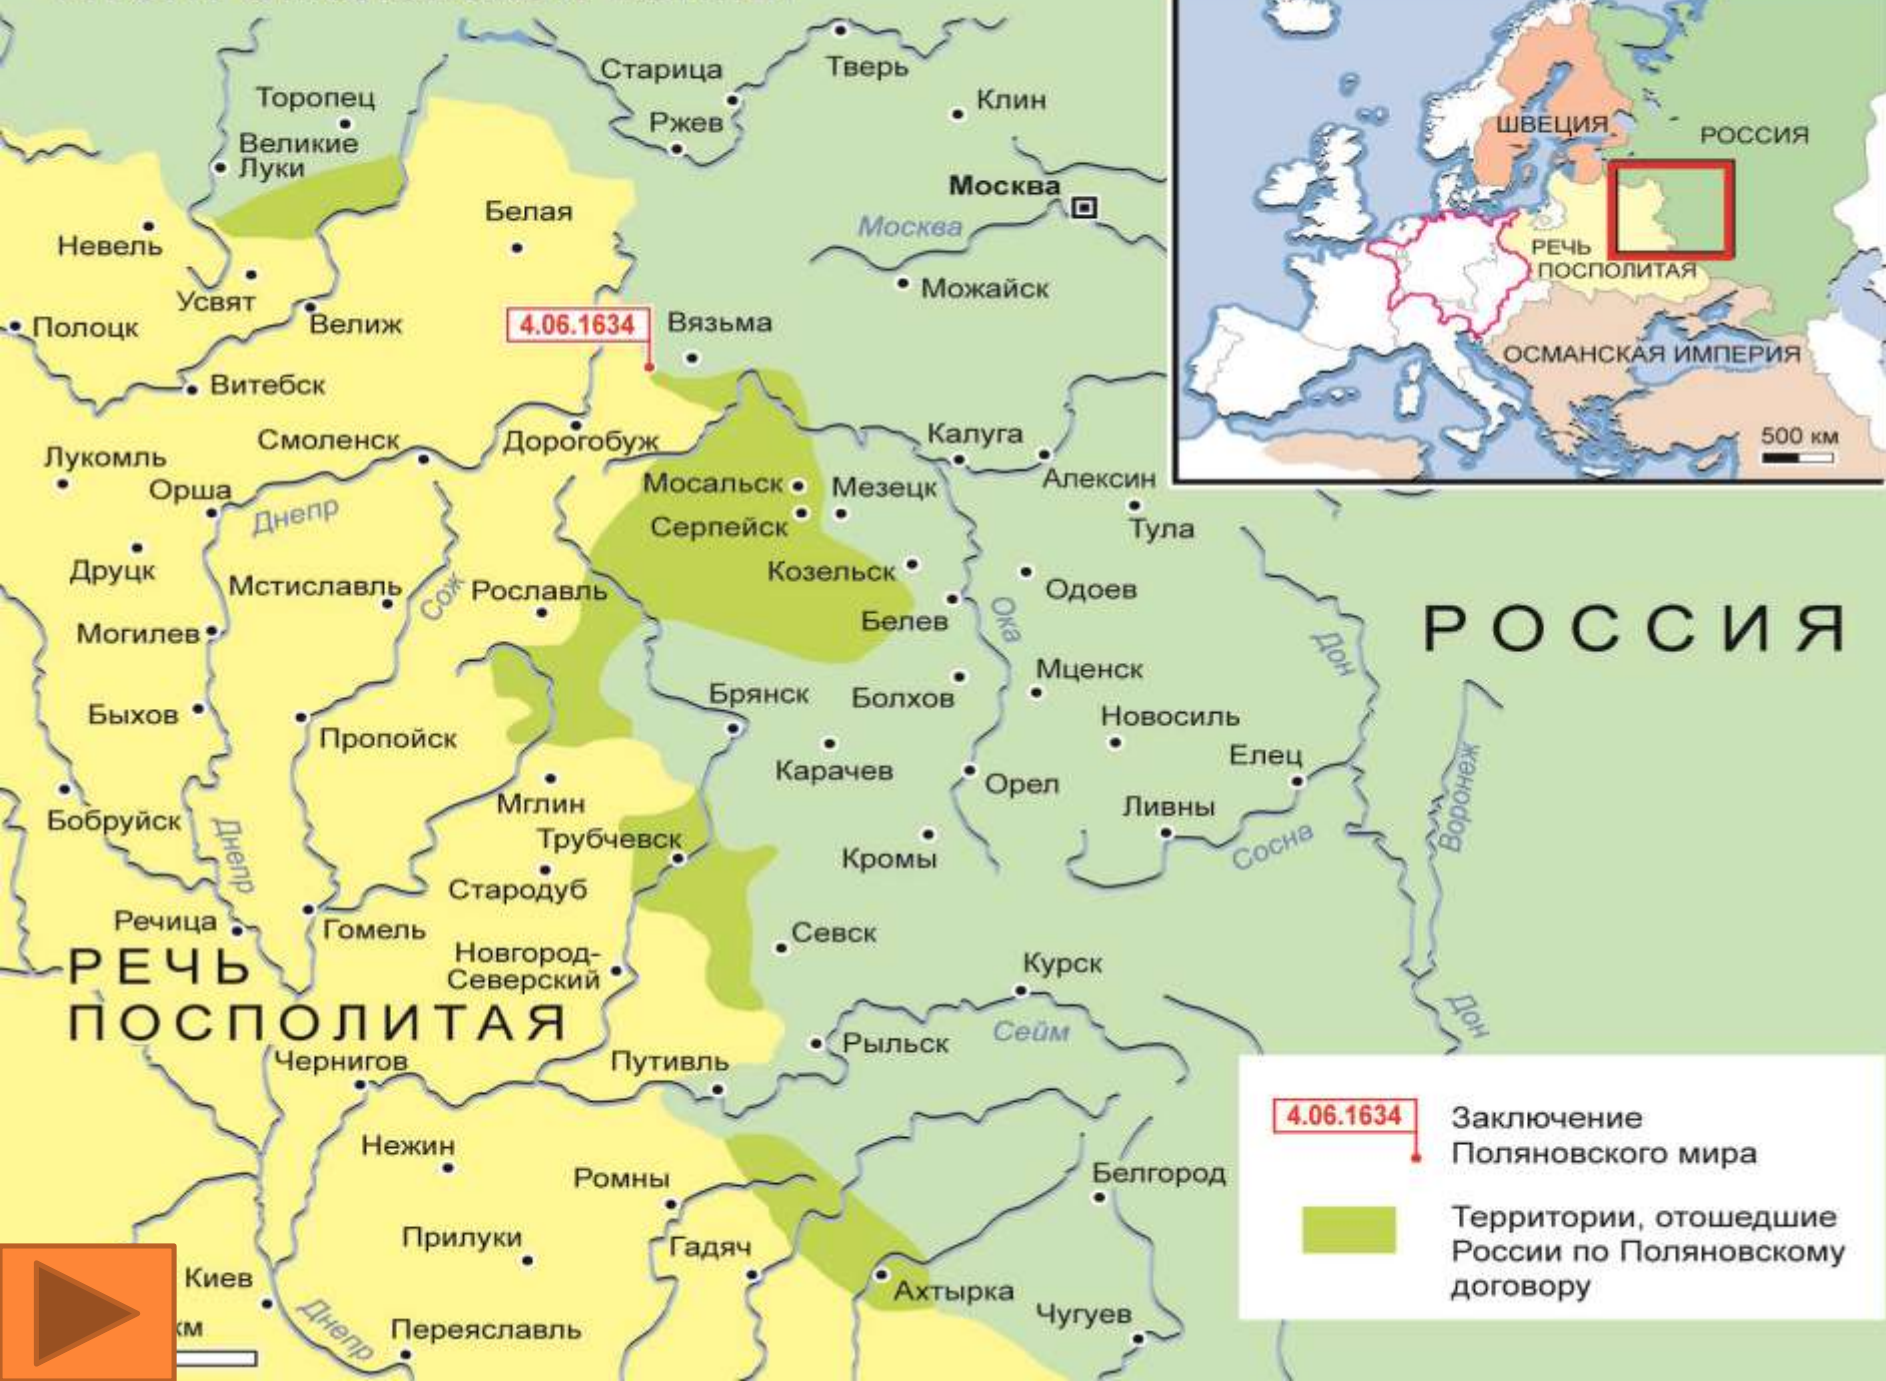 Старица
Тверь
Торопец
Клин
Ржев
Великие
Луки
Москва
Москва
Белая
Невель
Можайск
Усвят
Велиж
4.06.1634
Вязьма
Полоцк
Витебск
Смоленск
Дорогобуж
Калуга
Лукомль
Орша
Днепр
Мосальск
Мезецк
Алексин
Серпейск
Тула
Друцк
Мстиславль
Сож
Рославль
Козельск
Одоев
Белев
Ока
РОССИЯ
Могилев
Дон
Мценск
Брянск
Болхов
Быхов
Новосиль
Пропойск
Карачев
Орел
Елец
Воронеж
Мглин
Ливны
Бобруйск
Днепр
Трубчевск
Сосна
Кромы
Стародуб
Речица
Гомель
Севск
Новгород-
Северский
Курск
РЕЧЬ
ПОСПОЛИТАЯ
Сейм
Дон
Рыльск
Чернигов
Путивль
Нежин
Ромны
Белгород
Прилуки
Гадяч
Киев
Ахтырка
Чугуев
Днепр
Переяславль
км
ШВЕЦИЯ
РОССИЯ
РЕЧЬ
ПОСПОЛИТАЯ
ОСМАНСКАЯ ИМПЕРИЯ
500 км
4.06.1634
Заключение
Поляновского мира
Территории, отошедшие
России по Поляновскому
договору